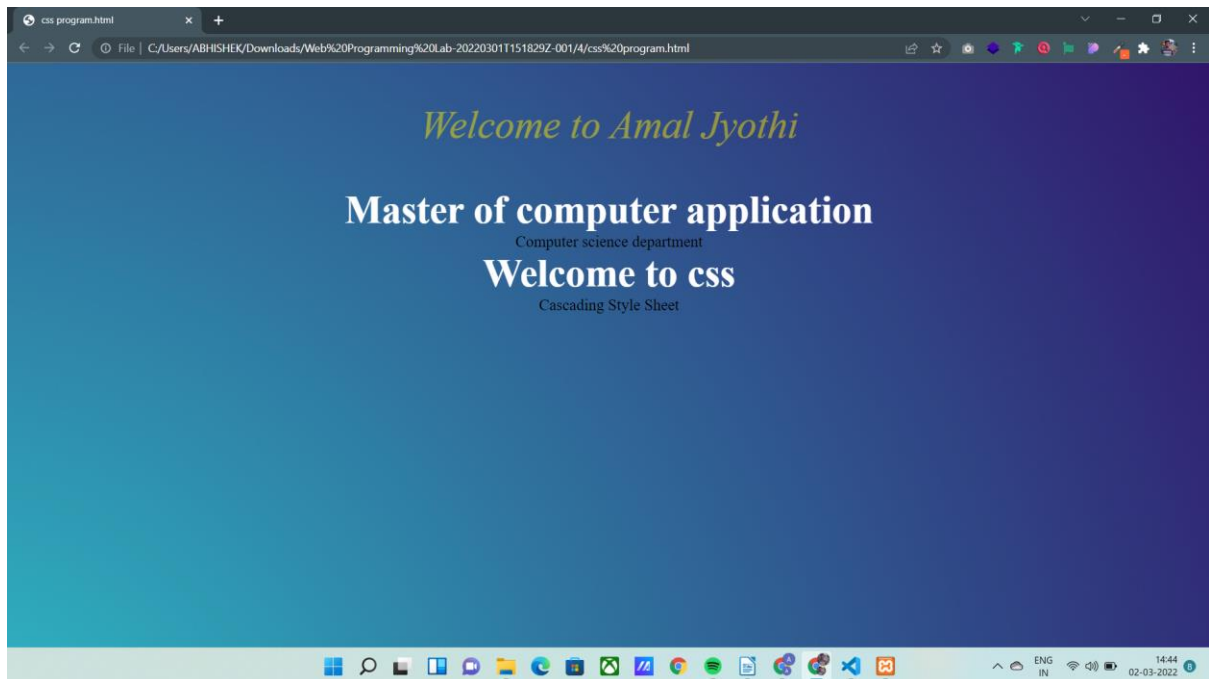 css program.html
File | C:/Users/ABHISHEK/Downloads/Web%20Programming%20Lab-20220301T151829Z-001/4/css%20program.html
Welcome to Amal Jyothi
Master of computer application
Computer science department
Welcome to css
Cascading Style Sheet
ENG
IN
14:44
02-03-2022
8